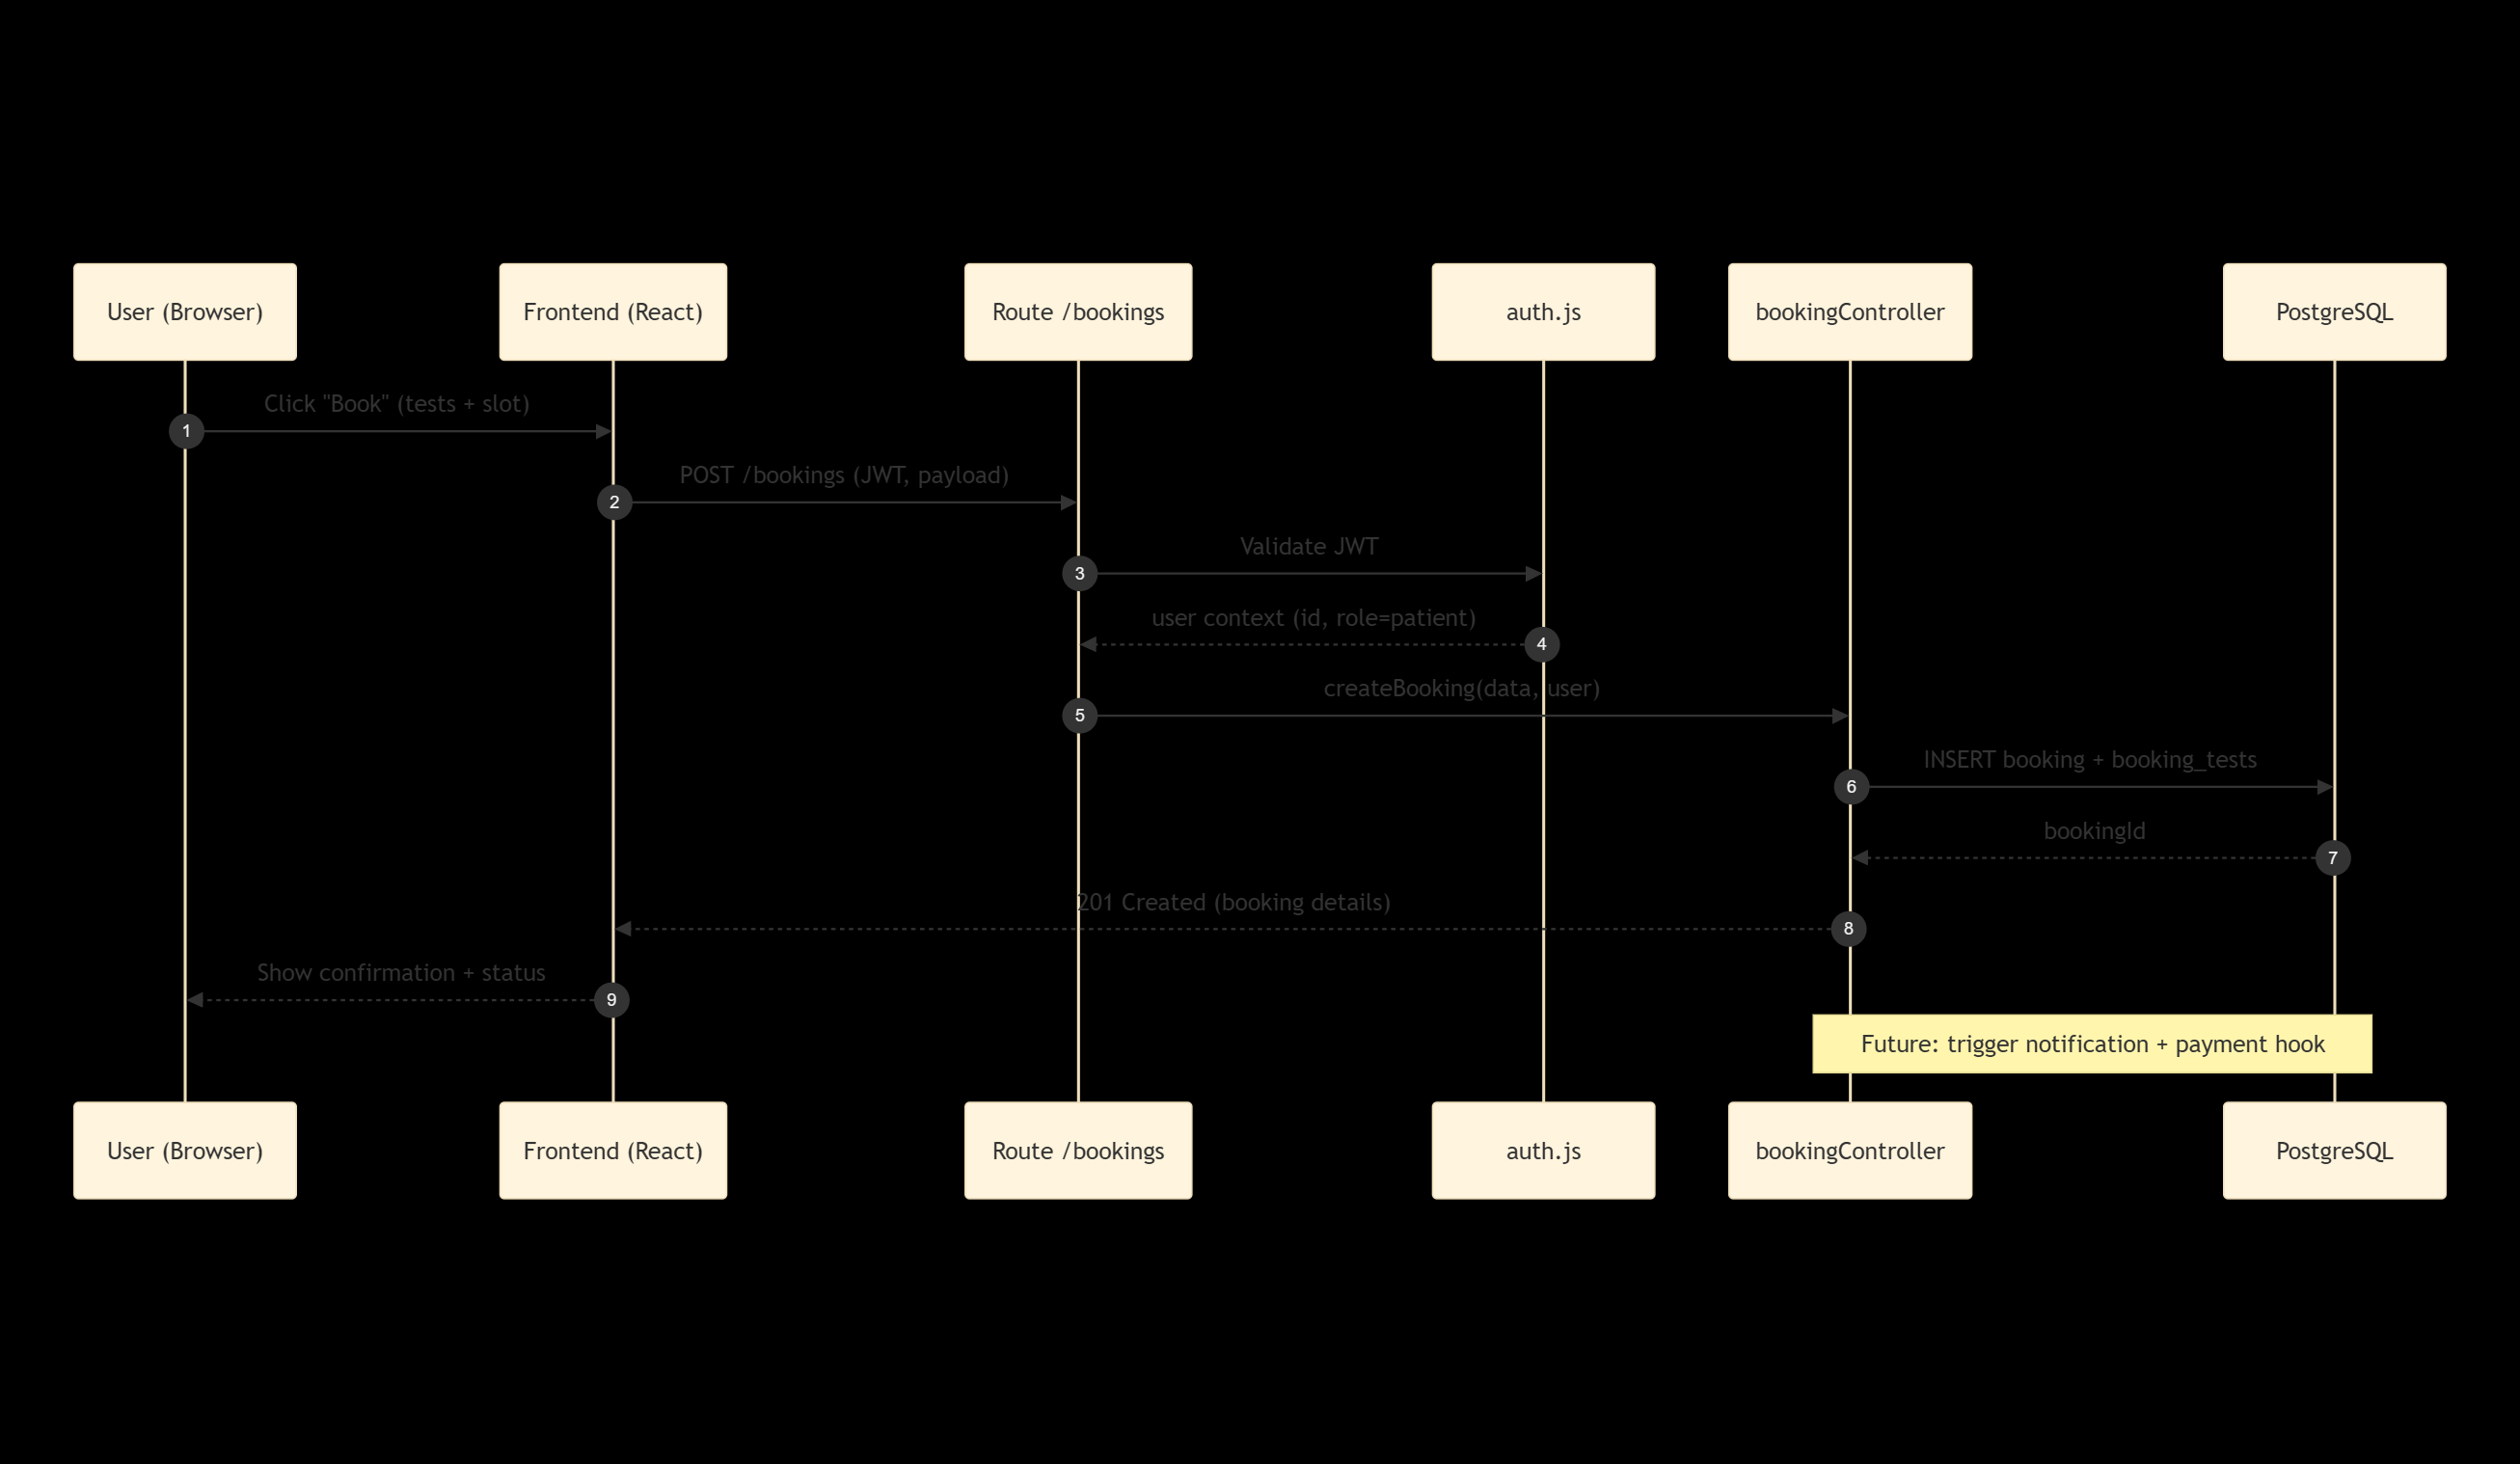 User (Browser)
Frontend (React)
Route /bookings
auth.js
bookingController
PostgreSQL
Click "Book" (tests + slot)
1
POST /bookings (JWT, payload)
2
Validate JWT
3
user context (id, role=patient)
4
createBooking(data, user)
5
INSERT booking + booking_tests
6
bookingId
7
201 Created (booking details)
8
Show confirmation + status
9
Future: trigger notification + payment hook
User (Browser)
Frontend (React)
Route /bookings
auth.js
bookingController
PostgreSQL